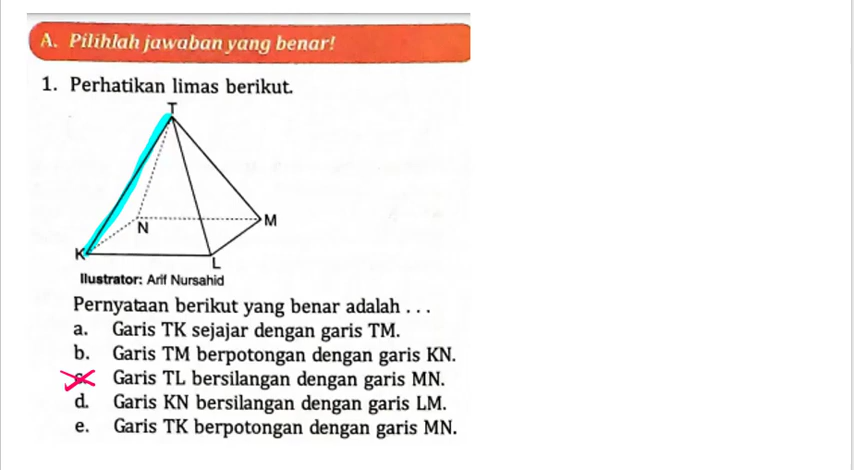 A. Pilihlah jawaban yang benar!
1. Perhatikan limas berikut.
T
N
M
K
L
Ilustrator: Arif Nursahid
Pernyataan berikut yang benar adalah . . .
a. Garis TK sejajar dengan garis TM.
b. Garis TM berpotongan dengan garis KN.
c. Garis TL bersilangan dengan garis MN.
d. Garis KN bersilangan dengan garis LM.
e. Garis TK berpotongan dengan garis MN.